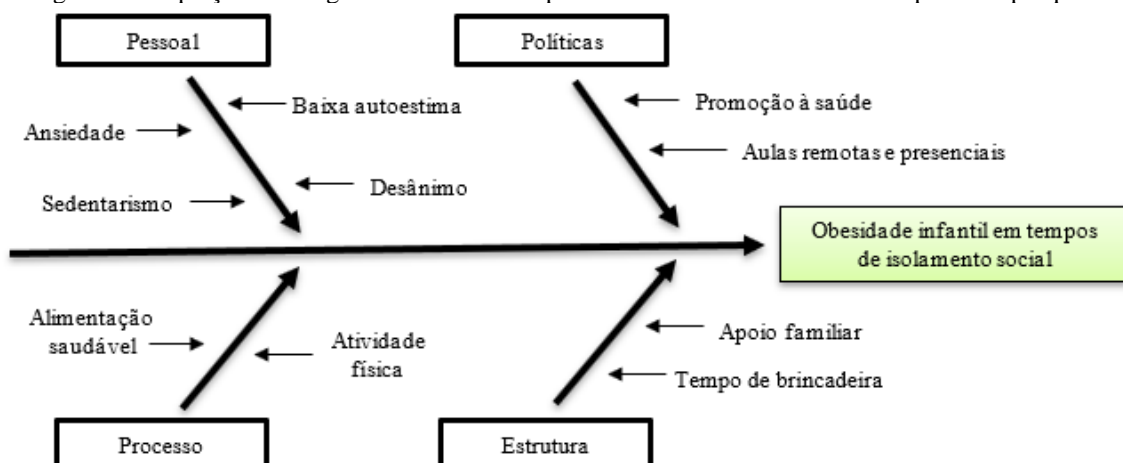 Pessoal
Políticas
Baixa autoestima
Promoção à saúde
Ansiedade
Aulas remotas e presenciais
Desânimo
Sedentarismo
Obesidade infantil em tempos
de isolamento social
Alimentação
saudável
Atividade
física
Apoio familiar
Tempo de brincadeira
Processo
Estrutura